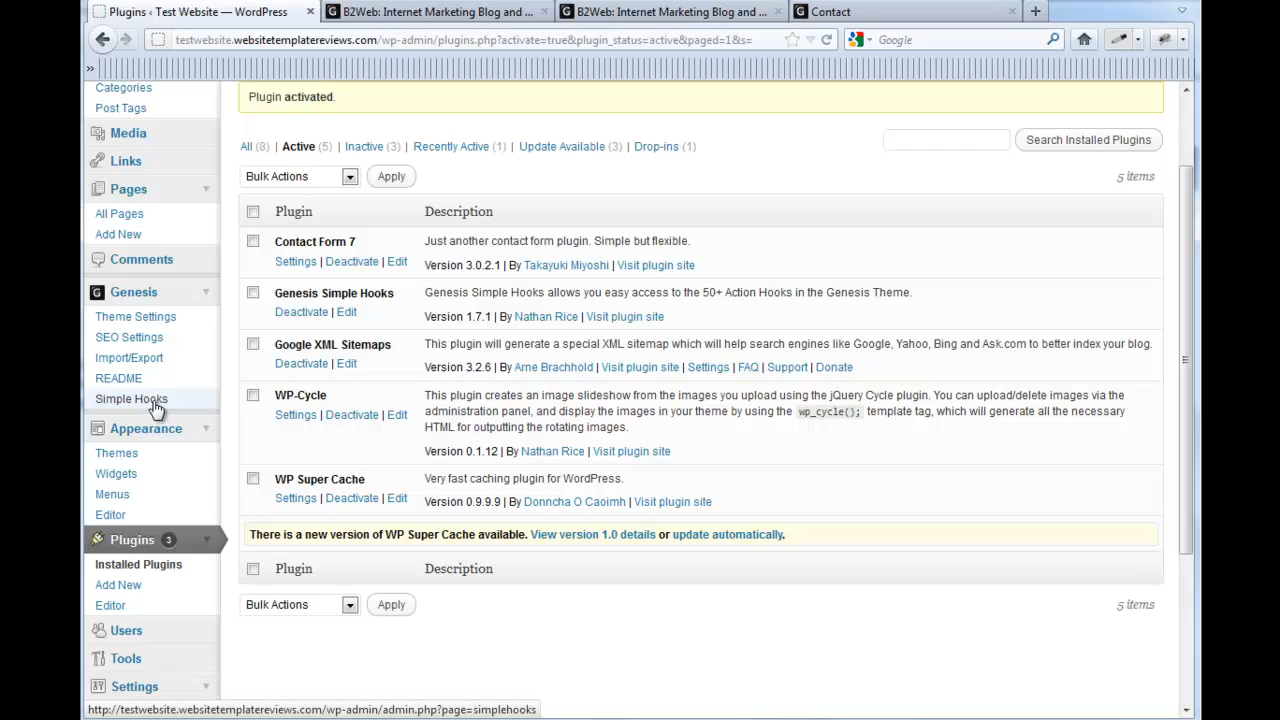 Plugins ‹ Test Website — WordPress
B2Web: Internet Marketing Blog and ...
B2Web: Internet Marketing Blog and ...
Contact
testwebsite.websitetemplatereviews.com/wp-admin/plugins.php?activate=true&plugin_status=active&paged=1&s=
Google
»
Categories
Post Tags
Media
Links
Pages
All Pages
Add New
Comments
Genesis
Theme Settings
SEO Settings
Import/Export
README
Simple Hooks
Appearance
Themes
Widgets
Menus
Editor
Plugins 3
Installed Plugins
Add New
Editor
Users
Tools
Settings
Plugin activated.
All (8) | Active (5) | Inactive (3) | Recently Active (1) | Update Available (3) | Drop-ins (1)
Search Installed Plugins
Bulk Actions Apply 5 items
Plugin Description
Contact Form 7 Just another contact form plugin. Simple but flexible.
Settings | Deactivate | Edit Version 3.0.2.1 | By Takayuki Miyoshi | Visit plugin site
Genesis Simple Hooks Genesis Simple Hooks allows you easy access to the 50+ Action Hooks in the Genesis Theme.
Deactivate | Edit Version 1.7.1 | By Nathan Rice | Visit plugin site
Google XML Sitemaps This plugin will generate a special XML sitemap which will help search engines like Google, Yahoo, Bing and Ask.com to better index your blog.
Deactivate | Edit Version 3.2.6 | By Arne Brachhold | Visit plugin site | Settings | FAQ | Support | Donate
WP-Cycle This plugin creates an image slideshow from the images you upload using the jQuery Cycle plugin. You can upload/delete images via the
Settings | Deactivate | Edit administration panel, and display the images in your theme by using the wp_cycle(); template tag, which will generate all the necessary
HTML for outputting the rotating images.
Version 0.1.12 | By Nathan Rice | Visit plugin site
WP Super Cache Very fast caching plugin for WordPress.
Settings | Deactivate | Edit Version 0.9.9.9 | By Donncha O Caoimh | Visit plugin site
There is a new version of WP Super Cache available. View version 1.0 details or update automatically.
Plugin Description
Bulk Actions Apply 5 items
http://testwebsite.websitetemplatereviews.com/wp-admin/admin.php?page=simplehooks